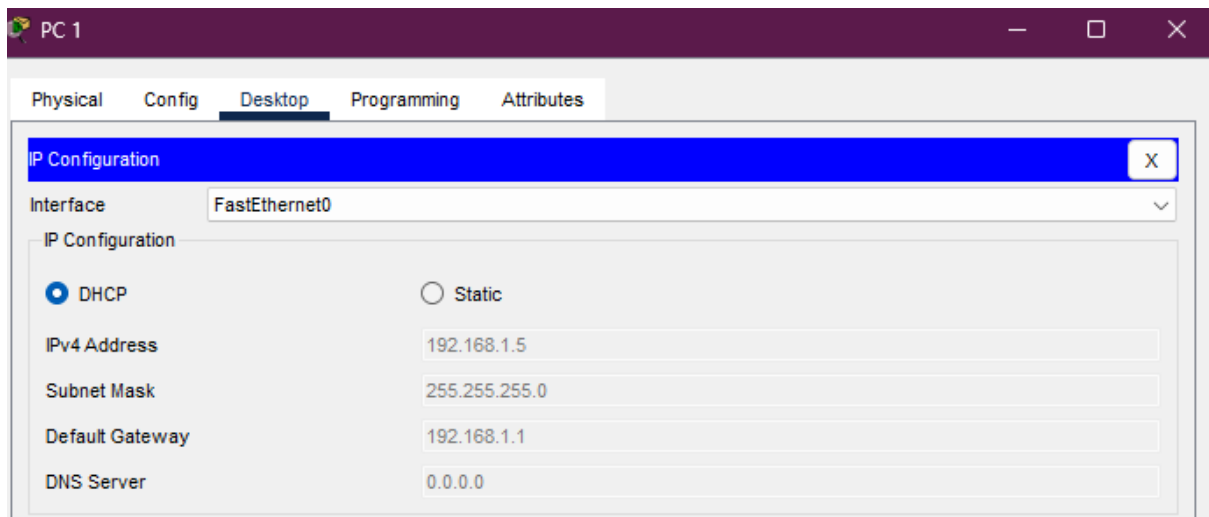 PC 1
Physical Config Desktop Programming Attributes
IP Configuration X
Interface FastEthernet0
IP Configuration
DHCP Static
IPv4 Address 192.168.1.5
Subnet Mask 255.255.255.0
Default Gateway 192.168.1.1
DNS Server 0.0.0.0